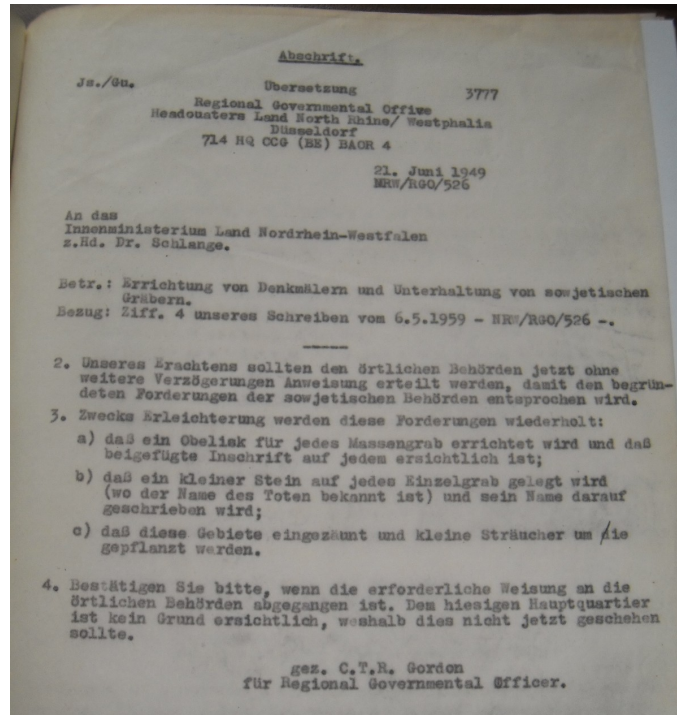 Abschrift.
Js./Gu. Übersetzung 3777
Regional Governmental Offive
Headquaters Land North Rhine/ Westphalia
Düsseldorf
714 HQ CCG (BE) BAOR 4
21. Juni 1949
NRW/RGO/526
An das
Innenministerium Land Nordrhein-Westfalen
z.Hd. Dr. Schlange.
Betr.: Errichtung von Denkmälern und Unterhaltung von sowjetischen
Gräbern.
Bezug: Ziff. 4 unseres Schreiben vom 6.5.1959 - NRW/RGO/526 -.
2. Unseres Erachtens sollten den örtlichen Behörden jetzt ohne
weitere Verzögerungen Anweisung erteilt werden, damit den begrün-
deten Forderungen der sowjetischen Behörden entsprochen wird.
3. Zwecks Erleichterung werden diese Forderungen wiederholt:
a) daß ein Obelisk für jedes Massengrab errichtet wird und daß
beigefügte Inschrift auf jedem ersichtlich ist;
b) daß ein kleiner Stein auf jedes Einzelgrab gelegt wird
(wo der Name des Toten bekannt ist) und sein Name darauf
geschrieben wird;
c) daß diese Gebiete eingezäunt und kleine Sträucher um die
gepflanzt werden.
4. Bestätigen Sie bitte, wenn die erforderliche Weisung an die
örtlichen Behörden abgegangen ist. Dem hiesigen Hauptquartier
ist kein Grund ersichtlich, weshalb dies nicht jetzt geschehen
sollte.
gez. C.T.R. Gordon
für Regional Governmental Officer.